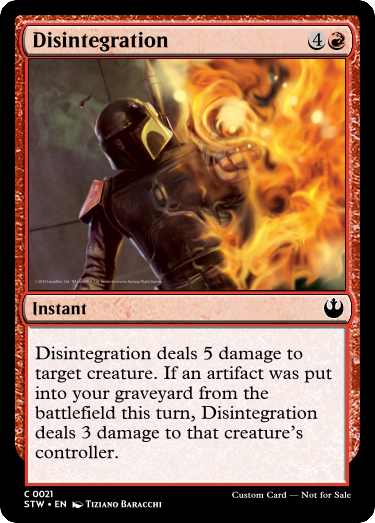 Disintegration 4
Instant
Disintegration deals 5 damage to
target creature. If an artifact was put
into your graveyard from the
battlefield this turn, Disintegration
deals 3 damage to that creature's
controller.
C 0021
STW • EN Tiziano Baracchi
Custom Card — Not for Sale